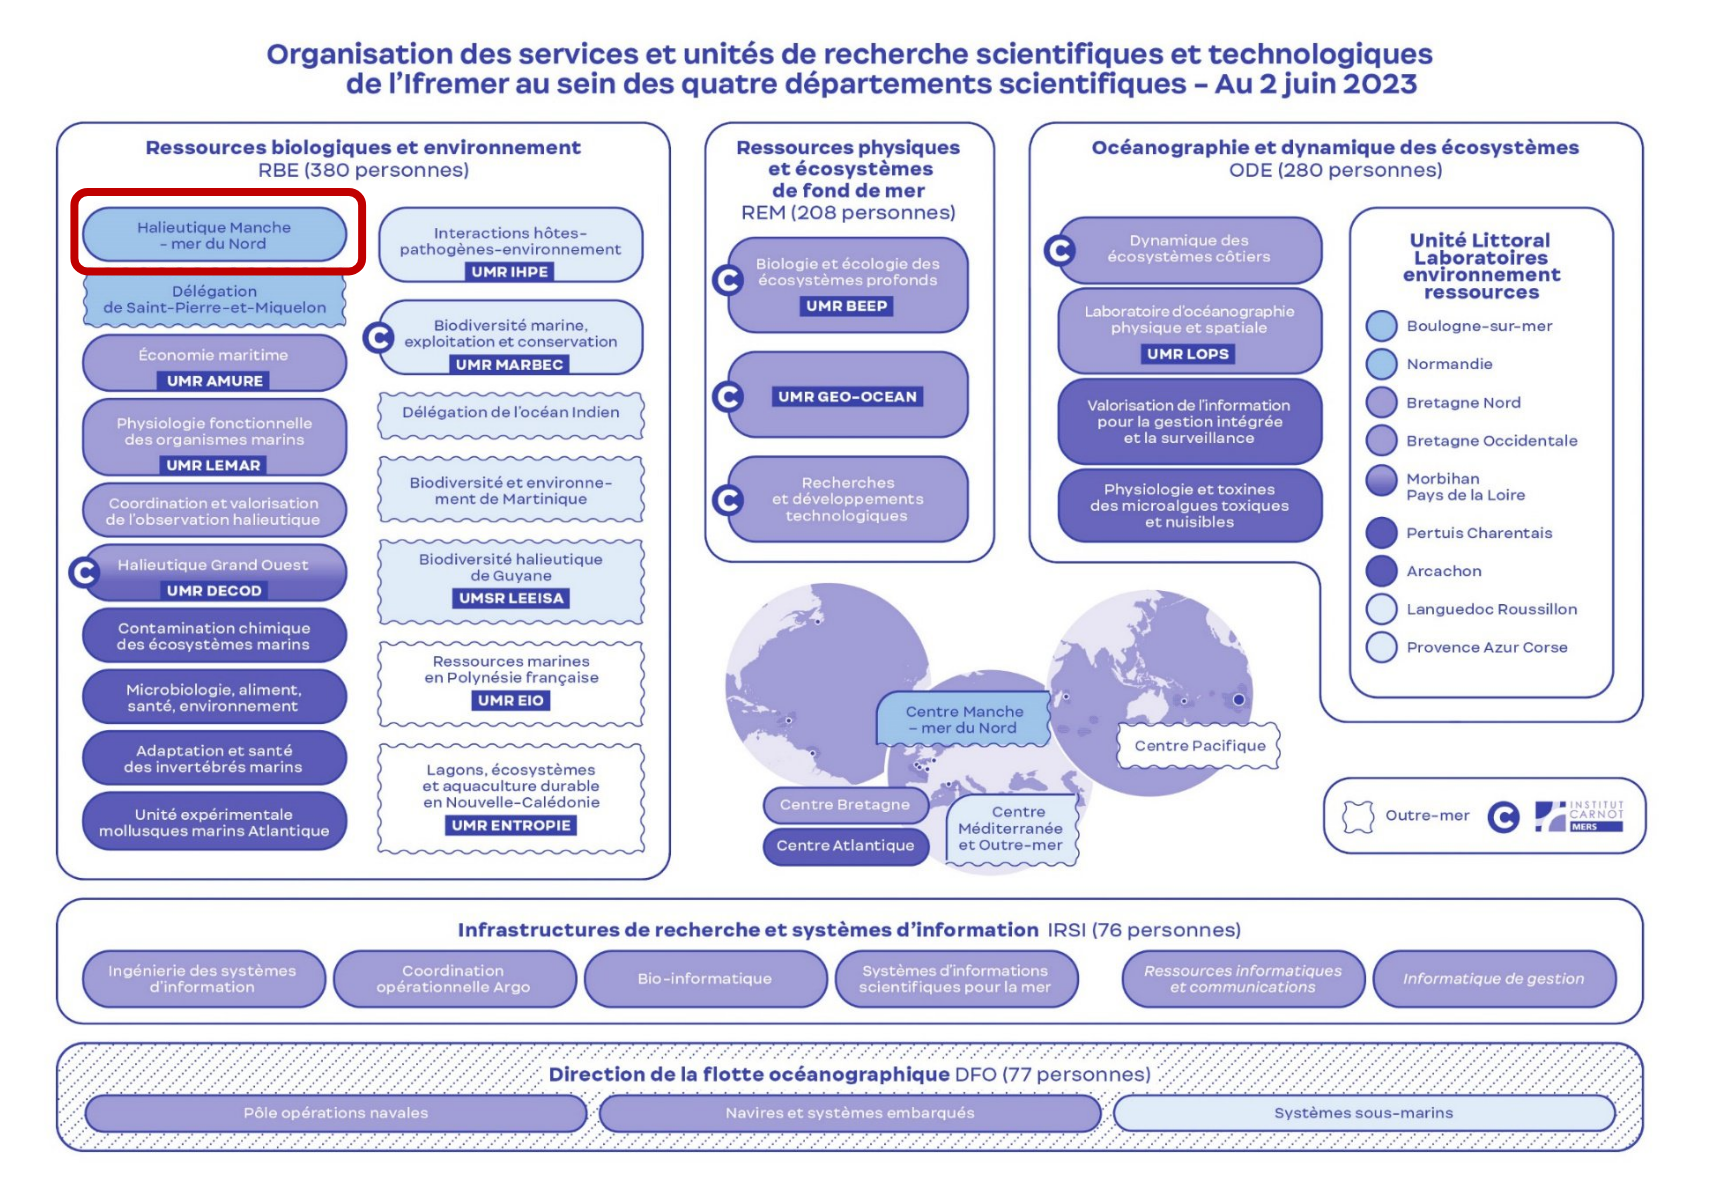 Organisation des services et unités de recherche scientifiques et technologiques
de l'Ifremer au sein des quatre départements scientifiques – Au 2 juin 2023
Ressources biologiques et environnement
RBE (380 personnes)
Halieutique Manche
– mer du Nord
Délégation
de Saint-Pierre-et-Miquelon
Économie maritime
UMR AMURE
Physiologie fonctionnelle
des organismes marins
UMR LEMAR
Coordination et valorisation
de l'observation halieutique
C
Halieutique Grand Ouest
UMR DECOD
Contamination chimique
des écosystèmes marins
Microbiologie, aliment,
santé, environnement
Adaptation et santé
des invertébrés marins
Unité expérimentale
mollusques marins Atlantique
Interactions hôtes-
pathogènes-environnement
UMR IHPE
C
Biodiversité marine,
exploitation et conservation
UMR MARBEC
Délégation de l'océan Indien
Biodiversité et environne-
ment de Martinique
Biodiversité halieutique
de Guyane
UMSR LEEISA
Ressources marines
en Polynésie française
UMR EIO
Lagons, écosystèmes
et aquaculture durable
en Nouvelle-Calédonie
UMR ENTROPIE
Ressources physiques
et écosystèmes
de fond de mer
REM (208 personnes)
C
Biologie et écologie des
écosystèmes profonds
UMR BEEP
C
UMR GEO-OCEAN
C
Recherches
et développements
technologiques
Océanographie et dynamique des écosystèmes
ODE (280 personnes)
C
Dynamique des
écosystèmes côtiers
Laboratoire d'océanographie
physique et spatiale
UMR LOPS
Valorisation de l'information
pour la gestion intégrée
et la surveillance
Physiologie et toxines
des microalgues toxiques
et nuisibles
Unité Littoral
Laboratoires
environnement
ressources
Boulogne-sur-mer
Normandie
Bretagne Nord
Bretagne Occidentale
Morbihan
Pays de la Loire
Pertuis Charentais
Arcachon
Languedoc Roussillon
Provence Azur Corse
Centre Manche
– mer du Nord
Centre Pacifique
Centre Bretagne
Centre Atlantique
Centre
Méditerranée
et Outre-mer
Outre-mer
C
INSTITUT
CARNOT
MERS
Infrastructures de recherche et systèmes d'information IRSI (76 personnes)
Ingénierie des systèmes
d'information
Coordination
opérationnelle Argo
Bio-informatique
Systèmes d'informations
scientifiques pour la mer
Ressources informatiques
et communications
Informatique de gestion
Direction de la flotte océanographique DFO (77 personnes)
Pôle opérations navales
Navires et systèmes embarqués
Systèmes sous-marins